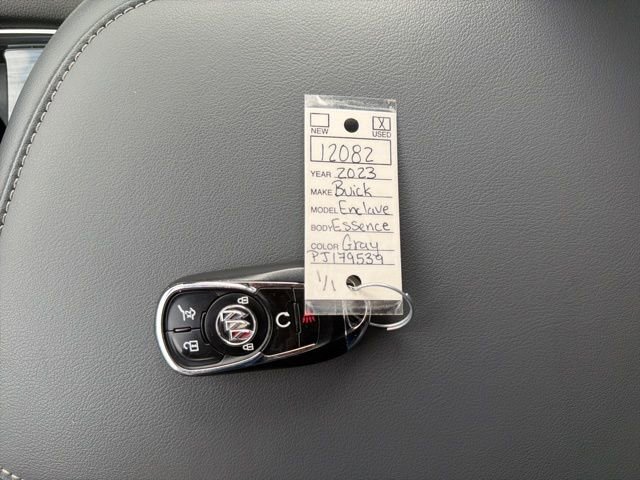 X
NEW USED
12082
YEAR 2023
MAKE Buick
MODEL Enclave
BODY Essence
COLOR Gray
PJ179539
1/1